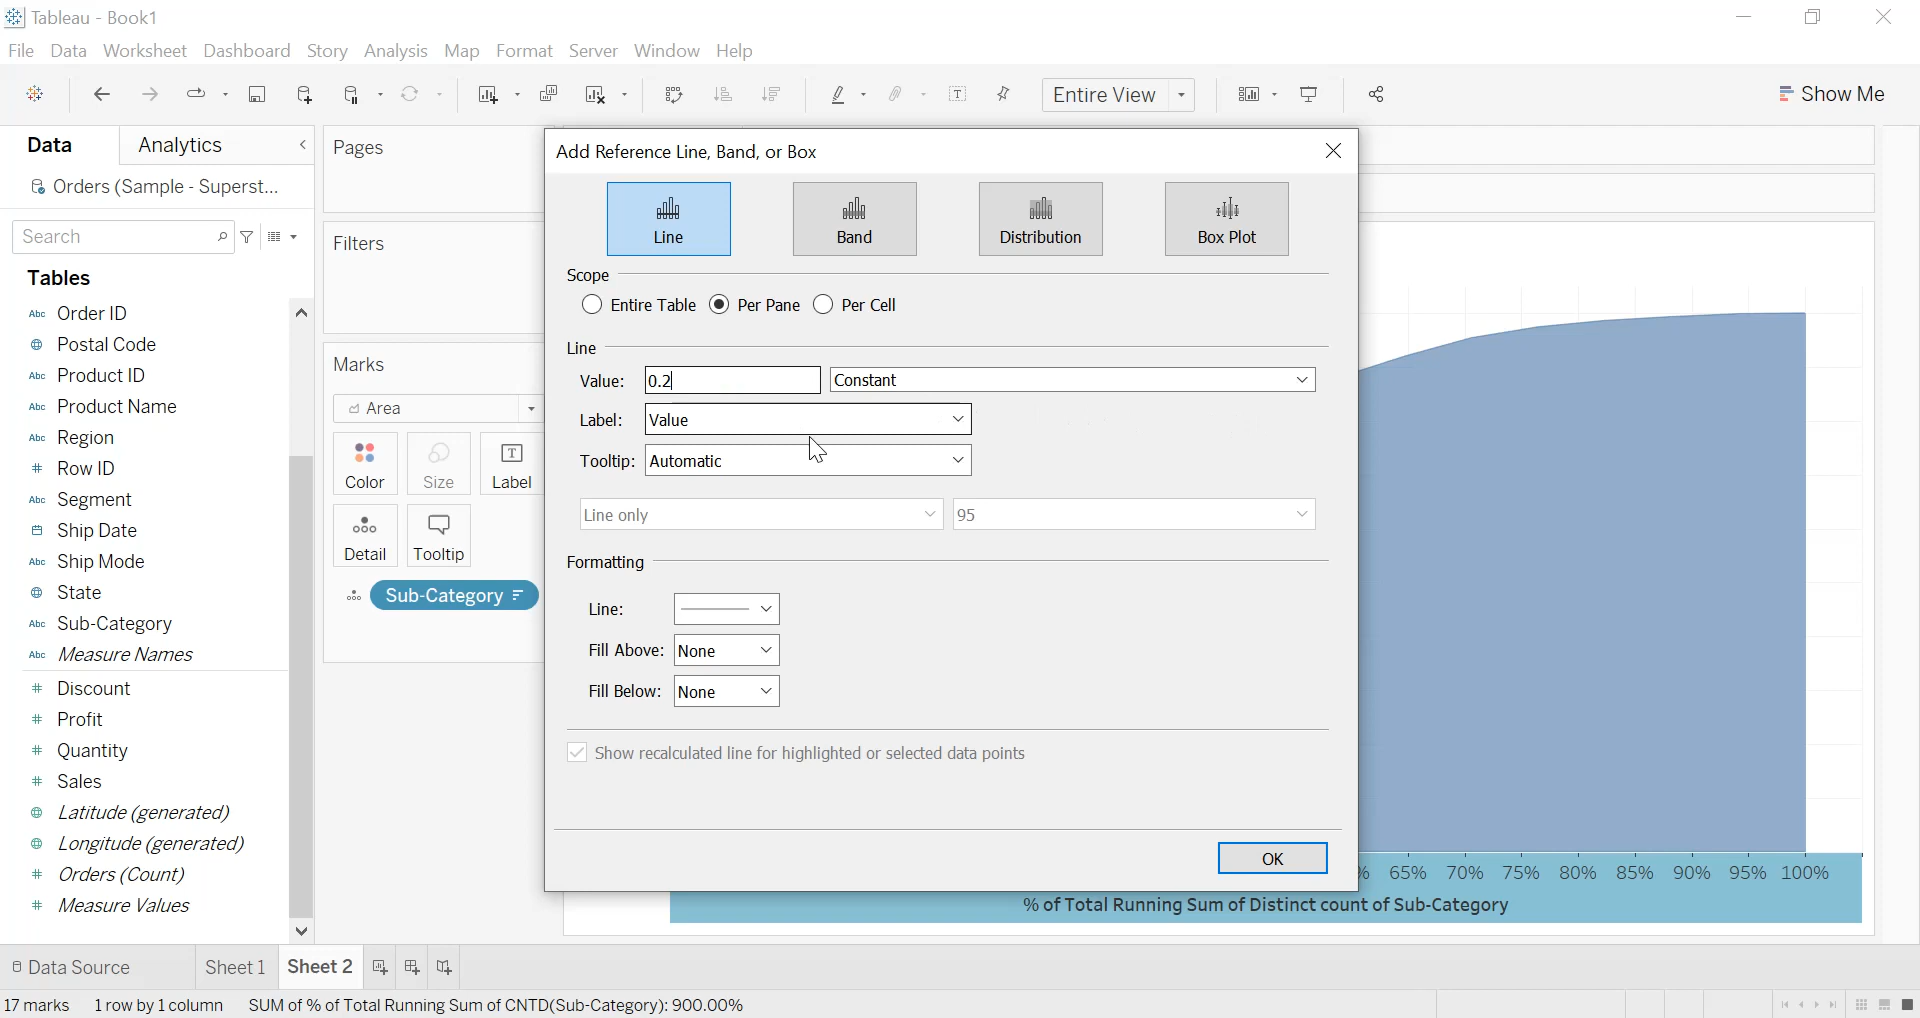 Tableau - Book1
File Data Worksheet Dashboard Story Analysis Map Format Server Window Help
Entire View
Show Me
Data
Analytics
Orders (Sample - Superst...
Search
Tables
Abc Order ID
Postal Code
Abc Product ID
Abc Product Name
Abc Region
# Row ID
Abc Segment
Ship Date
Abc Ship Mode
State
Abc Sub-Category
Abc Measure Names
# Discount
# Profit
# Quantity
# Sales
Latitude (generated)
Longitude (generated)
# Orders (Count)
# Measure Values
Pages
Filters
Marks
Area
Color
Size
Label
Detail
Tooltip
Sub-Category
Add Reference Line, Band, or Box
Line
Band
Distribution
Box Plot
Scope
Entire Table Per Pane Per Cell
Line
Value: 0.2 Constant
Label: Value
Tooltip: Automatic
Line only 95
Formatting
Line:
Fill Above: None
Fill Below: None
Show recalculated line for highlighted or selected data points
OK
% 65% 70% 75% 80% 85% 90% 95% 100%
% of Total Running Sum of Distinct count of Sub-Category
Data Source Sheet 1 Sheet 2
17 marks 1 row by 1 column SUM of % of Total Running Sum of CNTD(Sub-Category): 900.00%